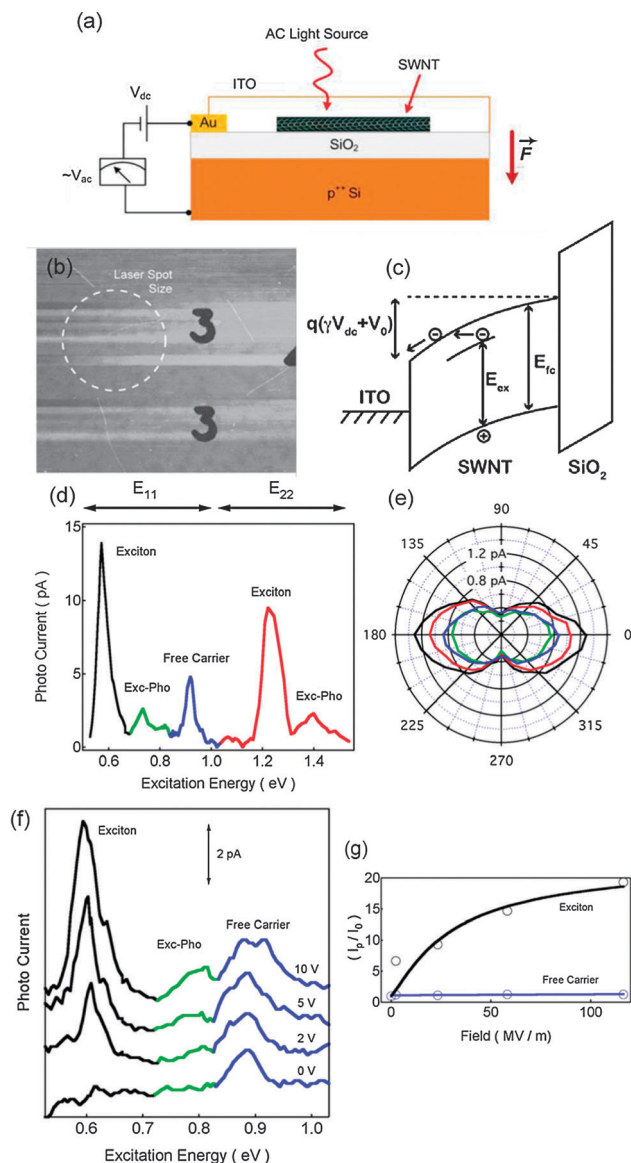 (a)
AC Light Source
ITO
SWNT
V_dc
Au
SiO₂
~V_ac
p⁺⁺ Si
F
(b)
Laser Spot
Size
3
3
(c)
q(γV_dc+V₀)
E_ex
E_fc
ITO
SWNT
SiO₂
(d)
E₁₁
E₂₂
15
10
5
0
Photo Current ( pA )
Exciton
Exc-Pho
Free Carrier
Exciton
Exc-Pho
0.6
0.8
1.0
1.2
1.4
Excitation Energy ( eV )
(e)
90
135
45
1.2 pA
0.8 pA
180
0
225
315
270
(f)
Photo Current
Exciton
2 pA
Exc-Pho
Free Carrier
10 V
5 V
2 V
0 V
0.6
0.7
0.8
0.9
1.0
Excitation Energy ( eV )
(g)
( I_p / I_0 )
20
15
10
5
0
Exciton
Free Carrier
0
50
100
Field ( MV / m )